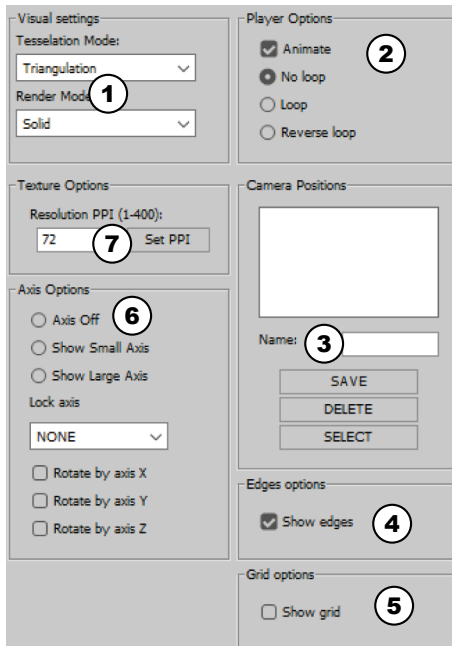 Visual settings
Tesselation Mode:
Triangulation
1
Render Mode
Solid
Texture Options
Resolution PPI (1-400):
72
7
Set PPI
Axis Options
Axis Off
6
Show Small Axis
Show Large Axis
Lock axis
NONE
Rotate by axis X
Rotate by axis Y
Rotate by axis Z
Player Options
Animate
2
No loop
Loop
Reverse loop
Camera Positions
Name:
3
SAVE
DELETE
SELECT
Edges options
Show edges
4
Grid options
Show grid
5